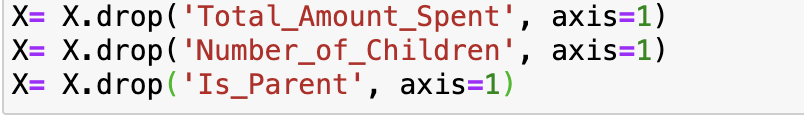 X= X.drop('Total_Amount_Spent', axis=1)
X= X.drop('Number_of_Children', axis=1)
X= X.drop('Is_Parent', axis=1)